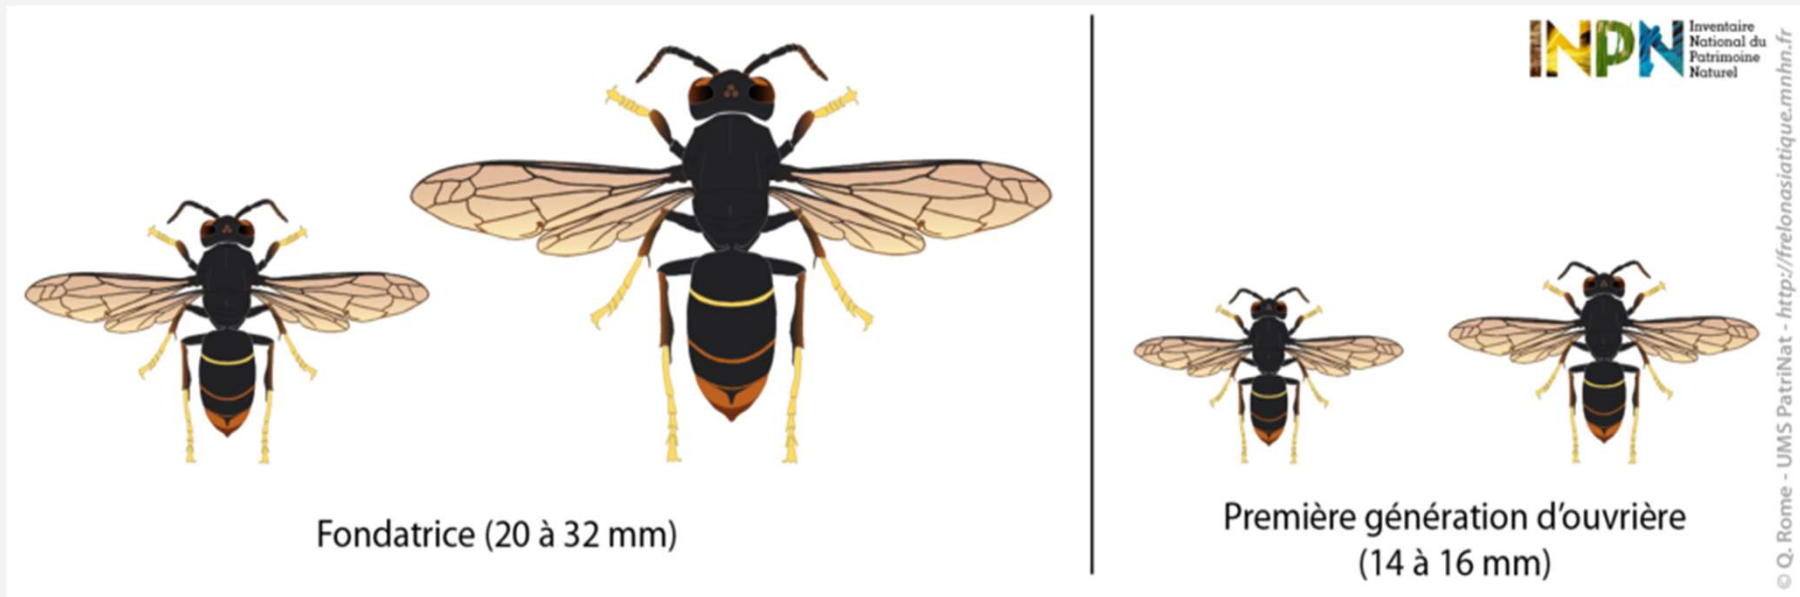 INPN
Inventaire
National du
Patrimoine
Naturel
Fondatrice (20 à 32 mm)
Première génération d'ouvrière
(14 à 16 mm)
© Q. Rome - UMS PatriNat - http://frelonasiatique.mnhn.fr